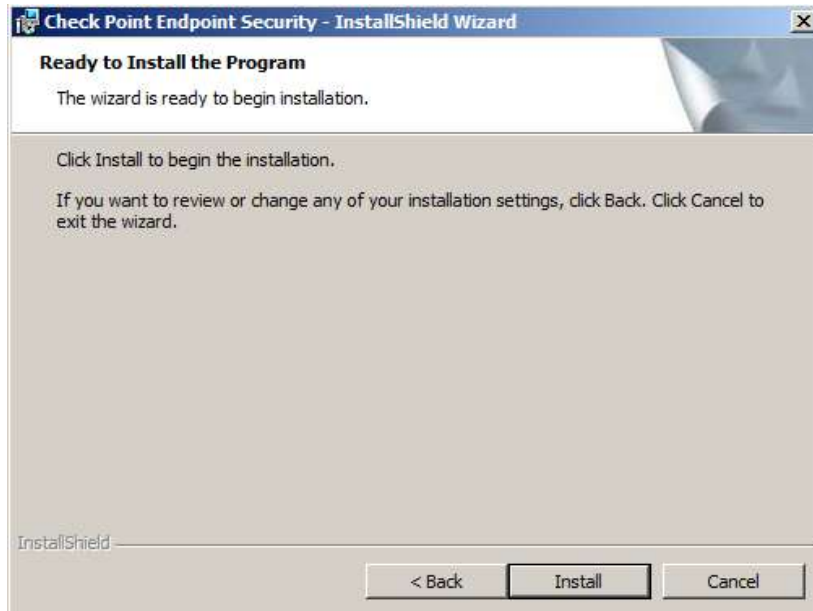 Check Point Endpoint Security - InstallShield Wizard
Ready to Install the Program
The wizard is ready to begin installation.
Click Install to begin the installation.
If you want to review or change any of your installation settings, click Back. Click Cancel to
exit the wizard.
InstallShield
< Back Install Cancel